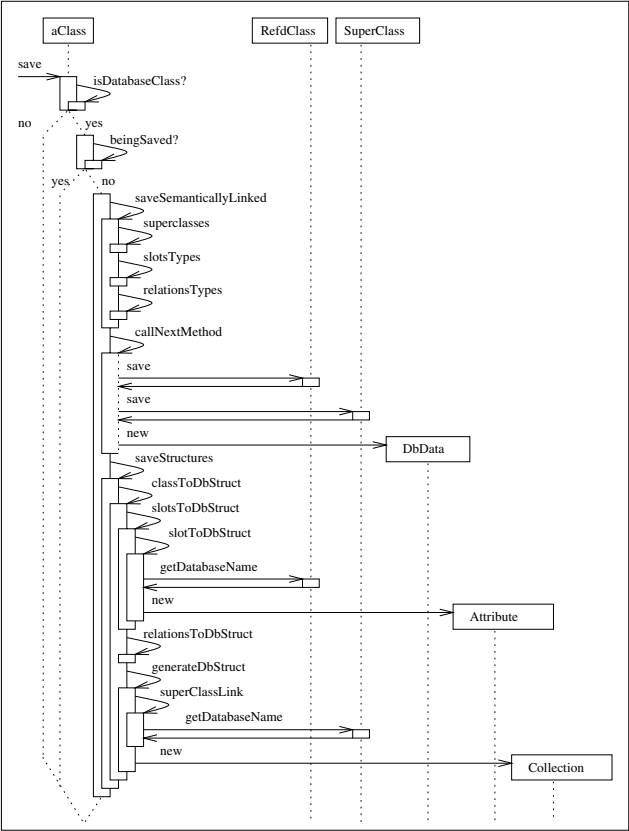 aClass RefdClass SuperClass
save
isDatabaseClass?
no yes
beingSaved?
yes no
saveSemanticallyLinked
superclasses
slotsTypes
relationsTypes
callNextMethod
save
save
new
DbData
saveStructures
classToDbStruct
slotsToDbStruct
slotToDbStruct
getDatabaseName
new
Attribute
relationsToDbStruct
generateDbStruct
superClassLink
getDatabaseName
new
Collection